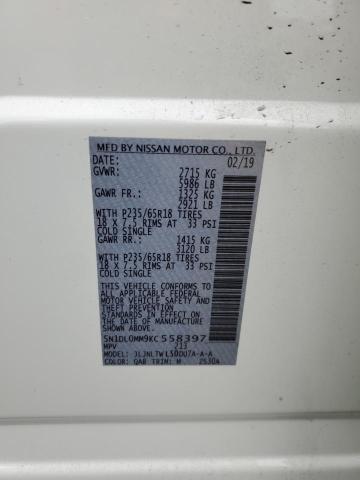 MFD BY NISSAN MOTOR CO., LTD.
02/19
GVWR: 2715 KG
5986 LB
GAWR FR.: 1325 KG
2921 LB
WITH P235/65R18 TIRES
18 X 7.5 RIMS AT 33 PSI
COLD SINGLE
GAWR RR.: 1415 KG
3120 LB
WITH P235/65R18 TIRES
18 X 7.5 RIMS AT 33 PSI
COLD SINGLE
THIS VEHICLE CONFORMS TO ALL
APPLICABLE FEDERAL MOTOR
VEHICLE SAFETY, BUMPER,
AND THEFT PREVENTION
STANDARDS IN EFFECT ON
THE DATE OF MANUFACTURE
SHOWN ABOVE.
5N1DL0MM9KC558397
MPV 213
MODEL: JLJNLTWL50DU7A-A-A
COLOR: QAB TRIM: W 25304